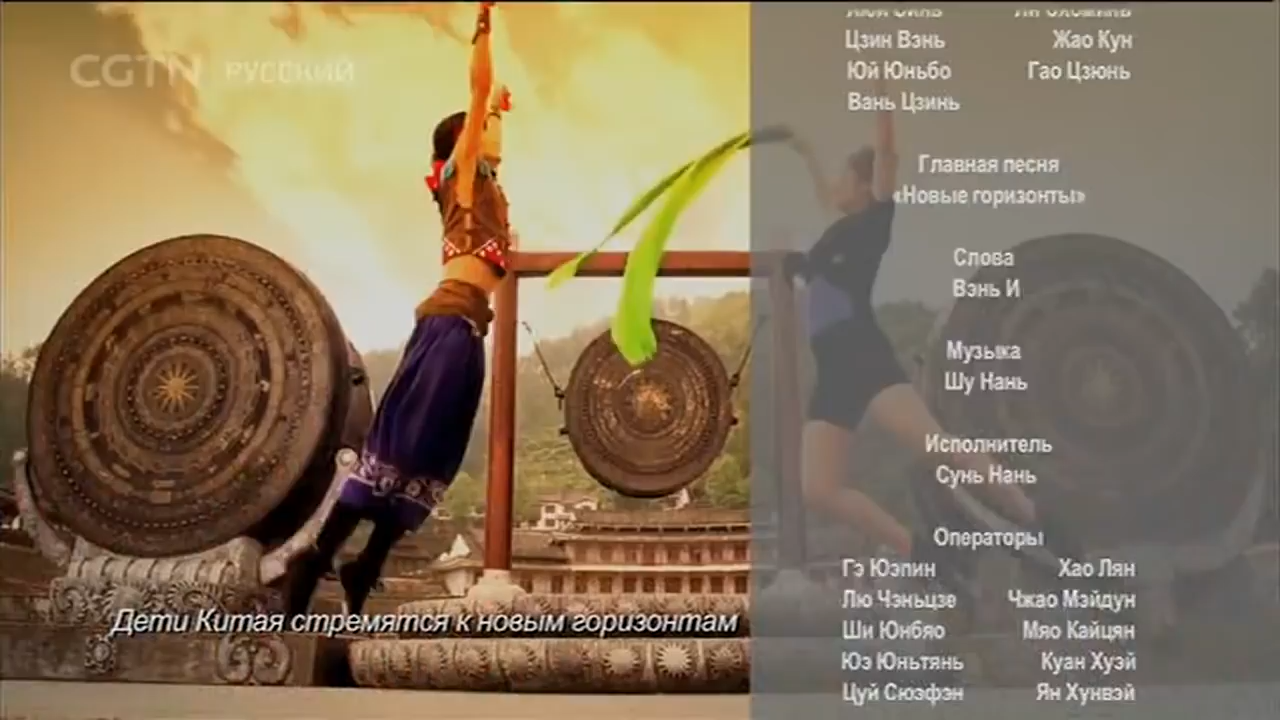 CGTN РУССКИЙ
Цзин Вэнь Жао Кун
Юй Юньбо Гао Цзюнь
Вань Цзинь
Главная песня
«Новые горизонты»
Слова
Вэнь И
Музыка
Шу Нань
Исполнитель
Сунь Нань
Операторы
Гэ Юэпин Хао Лян
Лю Чэньцзе Чжао Мэйдун
Ши Юнбяо Мяо Кайцян
Юэ Юньтянь Куан Хуэй
Цуй Сюэфэн Ян Хунвэй
Дети Китая стремятся к новым горизонтам